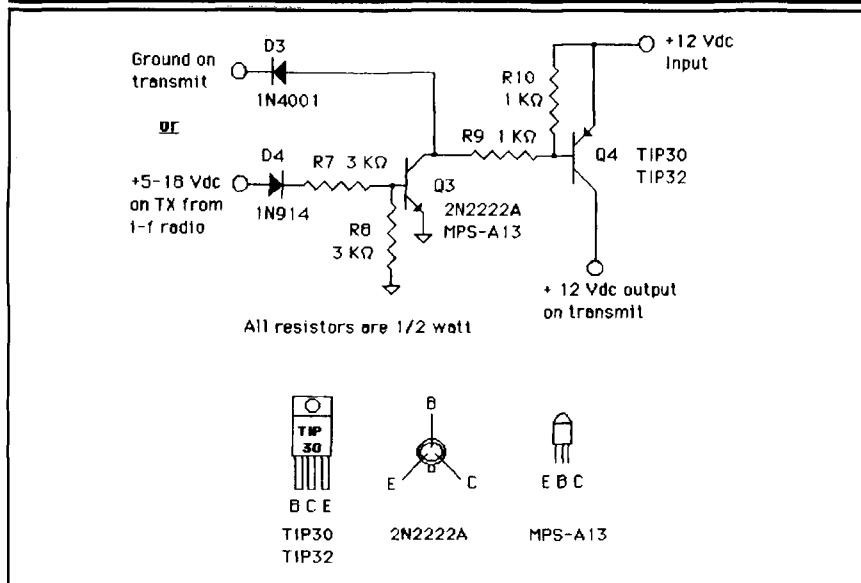 D3
Ground on
transmit
1N4001
or
D4
R7 3 KΩ
+5-18 Vdc
on TX from
i-f radio
1N914
R8
3 KΩ
Q3
2N2222A
MPS-A13
R9 1 KΩ
R10
1 KΩ
+12 Vdc
Input
Q4 TIP30
TIP32
+ 12 Vdc output
on transmit
All resistors are 1/2 watt
TIP
30
B C E
TIP30
TIP32
B
E
C
2N2222A
E B C
MPS-A13